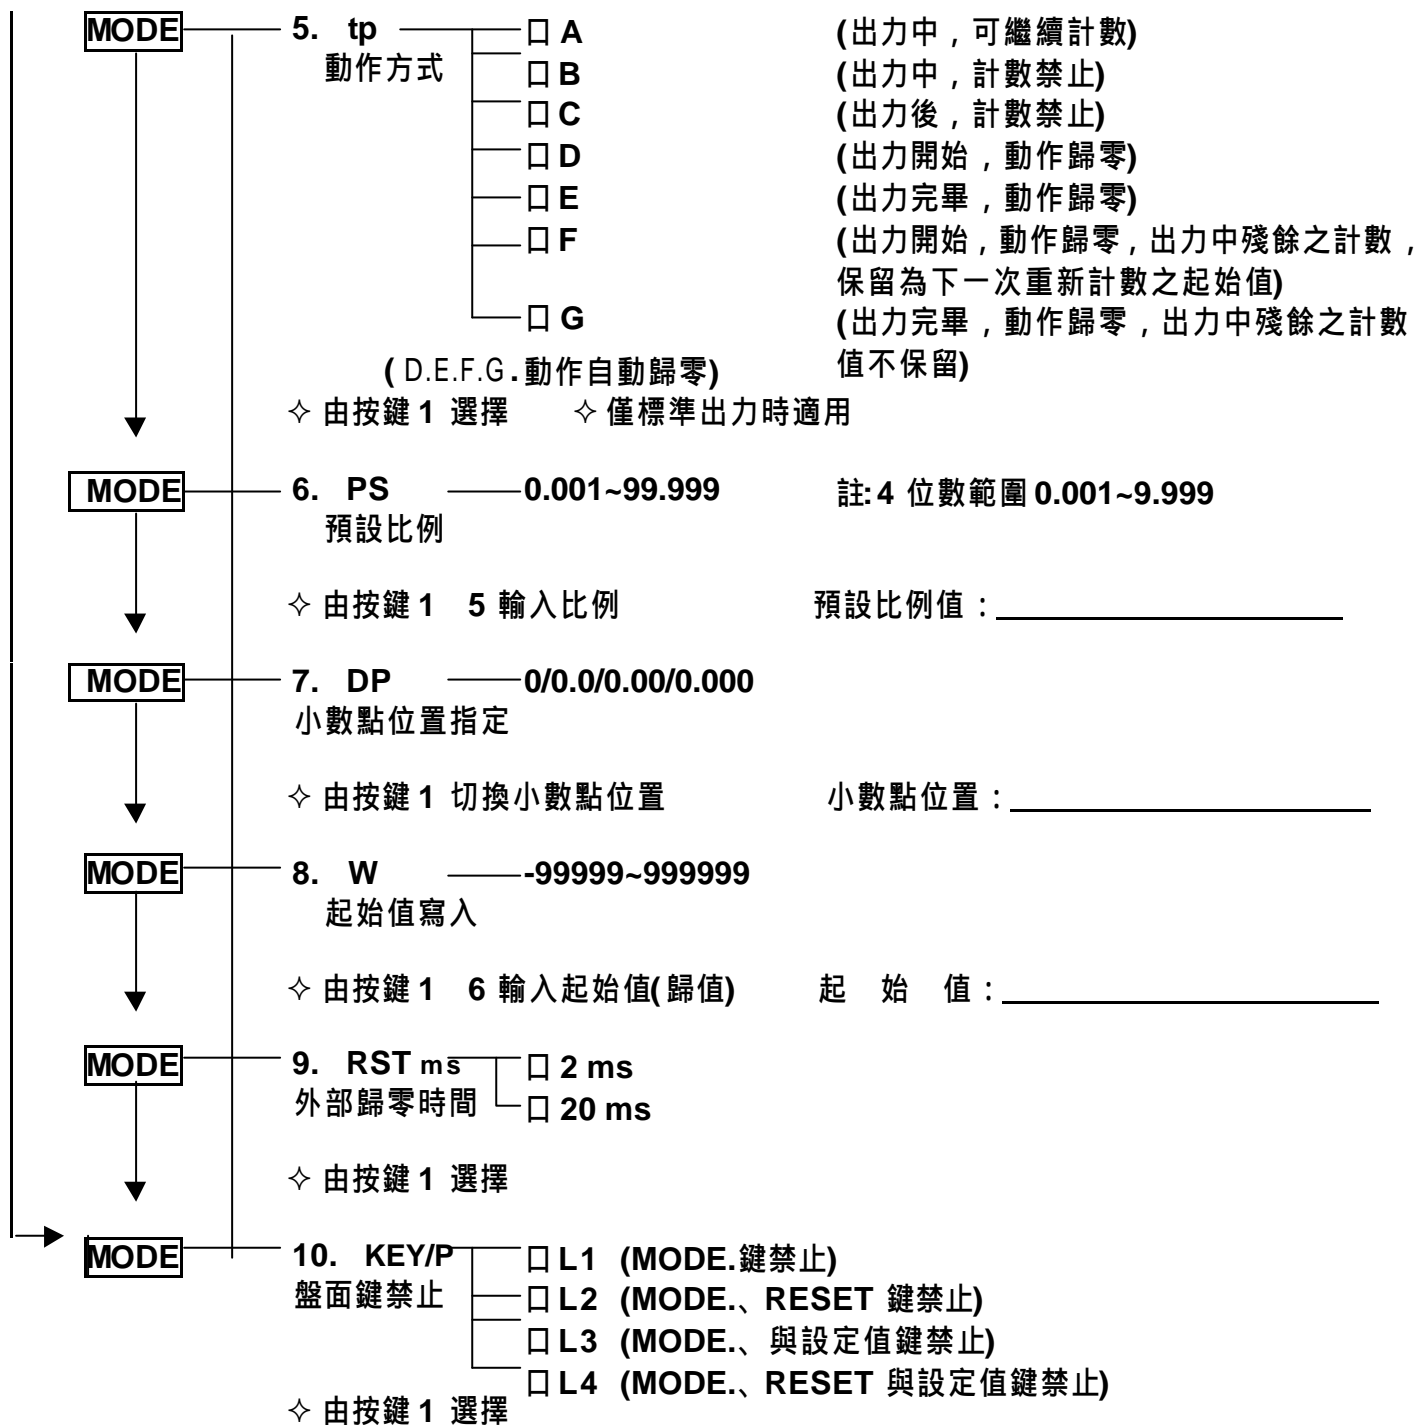 MODE 5. tp 口 A (出力中，可繼續計數)
動作方式 口 B (出力中，計數禁止)
口 C (出力後，計數禁止)
口 D (出力開始，動作歸零)
口 E (出力完畢，動作歸零)
口 F (出力開始，動作歸零，出力中殘餘之計數，
保留為下一次重新計數之起始值)
口 G (出力完畢，動作歸零，出力中殘餘之計數
值不保留)
( D.E.F.G.動作自動歸零)
✧ 由按鍵 1 選擇 ✧ 僅標準出力時適用
MODE 6. PS 0.001~99.999 註:4 位數範圍 0.001~9.999
預設比例
✧ 由按鍵 1 5 輸入比例 預設比例值：
MODE 7. DP 0/0.0/0.00/0.000
小數點位置指定
✧ 由按鍵 1 切換小數點位置 小數點位置：
MODE 8. W -99999~999999
起始值寫入
✧ 由按鍵 1 6 輸入起始值(歸值) 起 始 值：
MODE 9. RST ms 口 2 ms
外部歸零時間 口 20 ms
✧ 由按鍵 1 選擇
MODE 10. KEY/P 口 L1 (MODE.鍵禁止)
盤面鍵禁止 口 L2 (MODE.、RESET 鍵禁止)
口 L3 (MODE.、與設定值鍵禁止)
口 L4 (MODE.、RESET 與設定值鍵禁止)
✧ 由按鍵 1 選擇